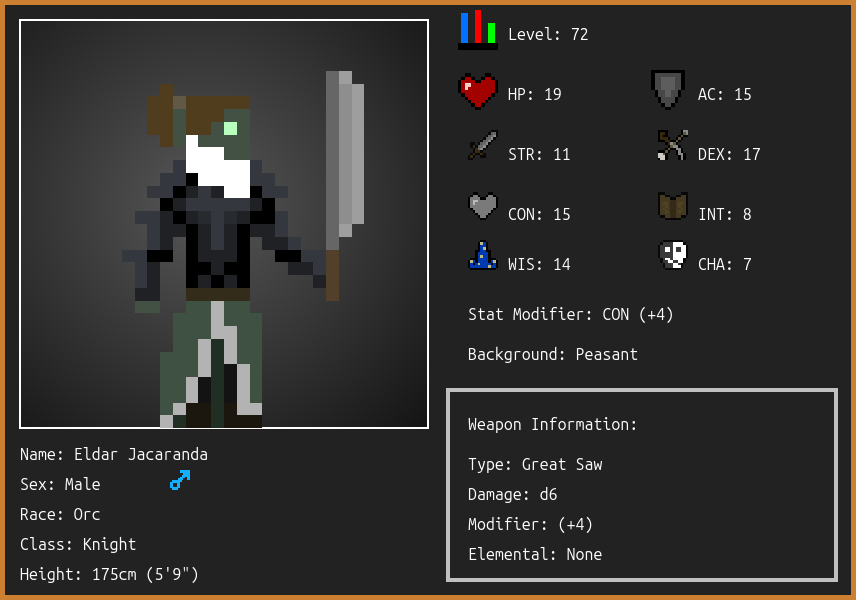 Level: 72
HP: 19
AC: 15
STR: 11
DEX: 17
CON: 15
INT: 8
WIS: 14
CHA: 7
Stat Modifier: CON (+4)
Background: Peasant
Weapon Information:
Type: Great Saw
Damage: d6
Modifier: (+4)
Elemental: None
Name: Eldar Jacaranda
Sex: Male
Race: Orc
Class: Knight
Height: 175cm (5'9")